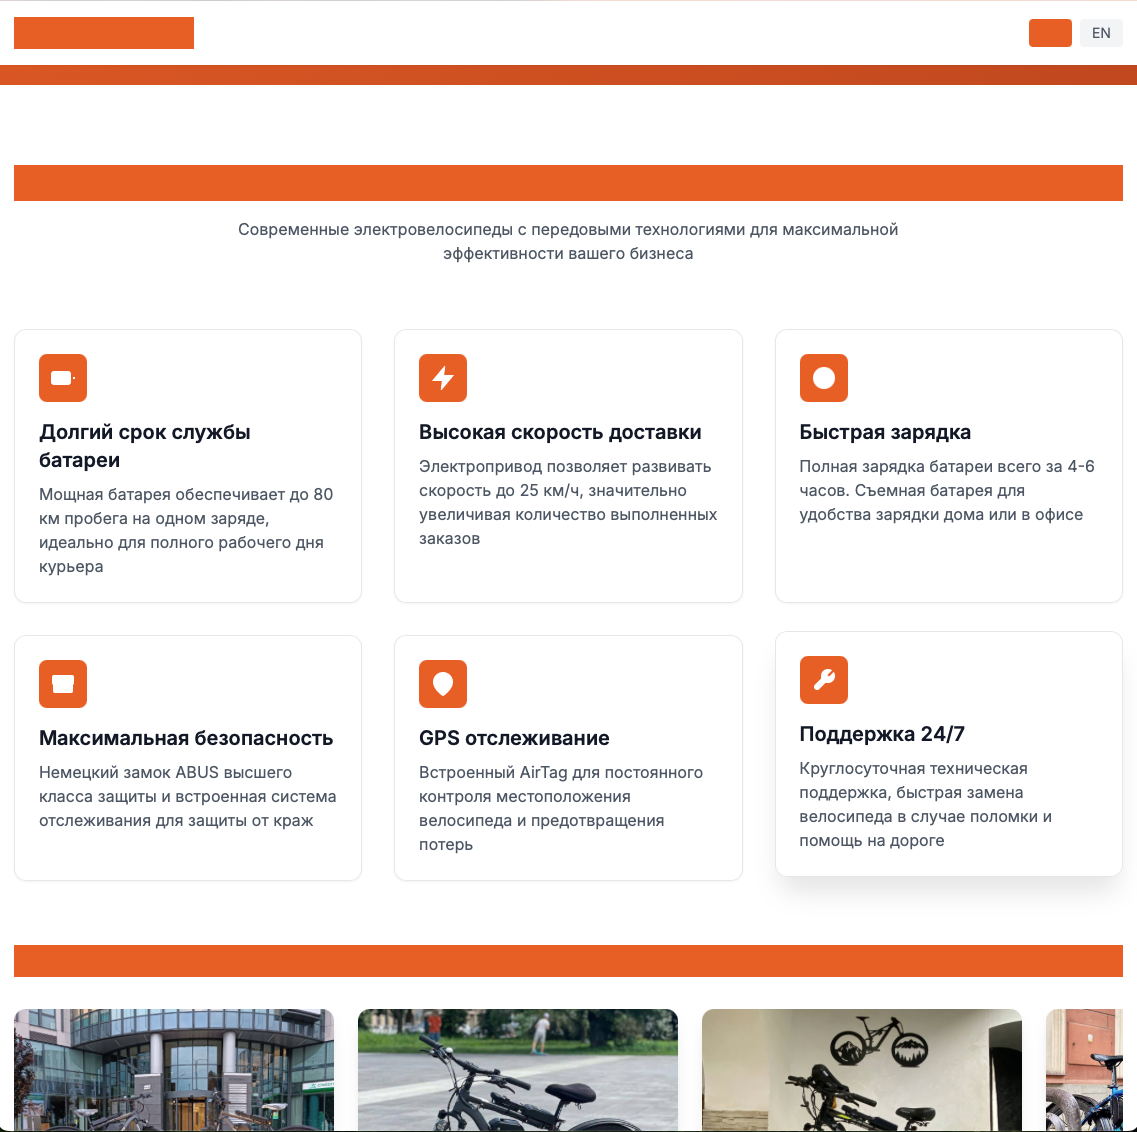 EN
Современные электровелосипеды с передовыми технологиями для максимальной
эффективности вашего бизнеса
Долгий срок службы
батареи
Мощная батарея обеспечивает до 80
км пробега на одном заряде,
идеально для полного рабочего дня
курьера
Высокая скорость доставки
Электропривод позволяет развивать
скорость до 25 км/ч, значительно
увеличивая количество выполненных
заказов
Быстрая зарядка
Полная зарядка батареи всего за 4-6
часов. Съемная батарея для
удобства зарядки дома или в офисе
Максимальная безопасность
Немецкий замок ABUS высшего
класса защиты и встроенная система
отслеживания для защиты от краж
GPS отслеживание
Встроенный AirTag для постоянного
контроля местоположения
велосипеда и предотвращения
потерь
Поддержка 24/7
Круглосуточная техническая
поддержка, быстрая замена
велосипеда в случае поломки и
помощь на дороге